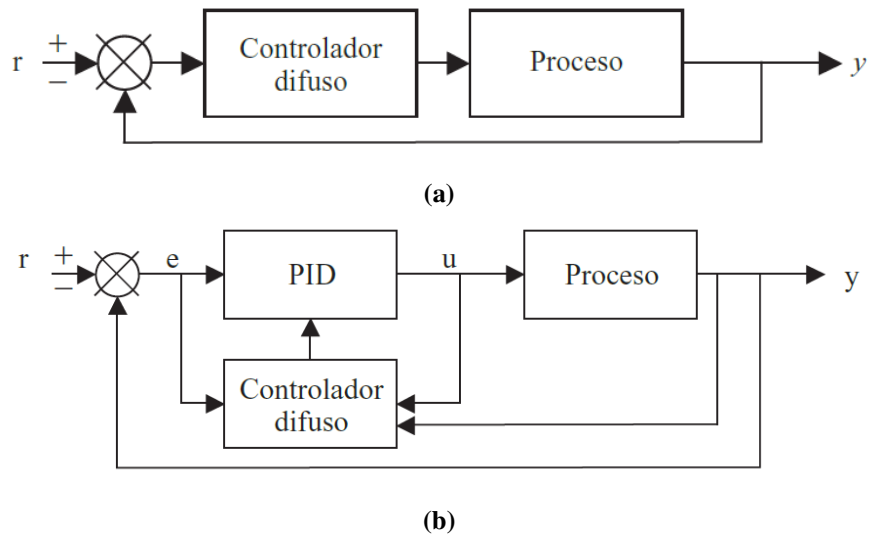 r + − Controlador difuso Proceso y
(a)
r + − e PID u Proceso y
Controlador
difuso
(b)